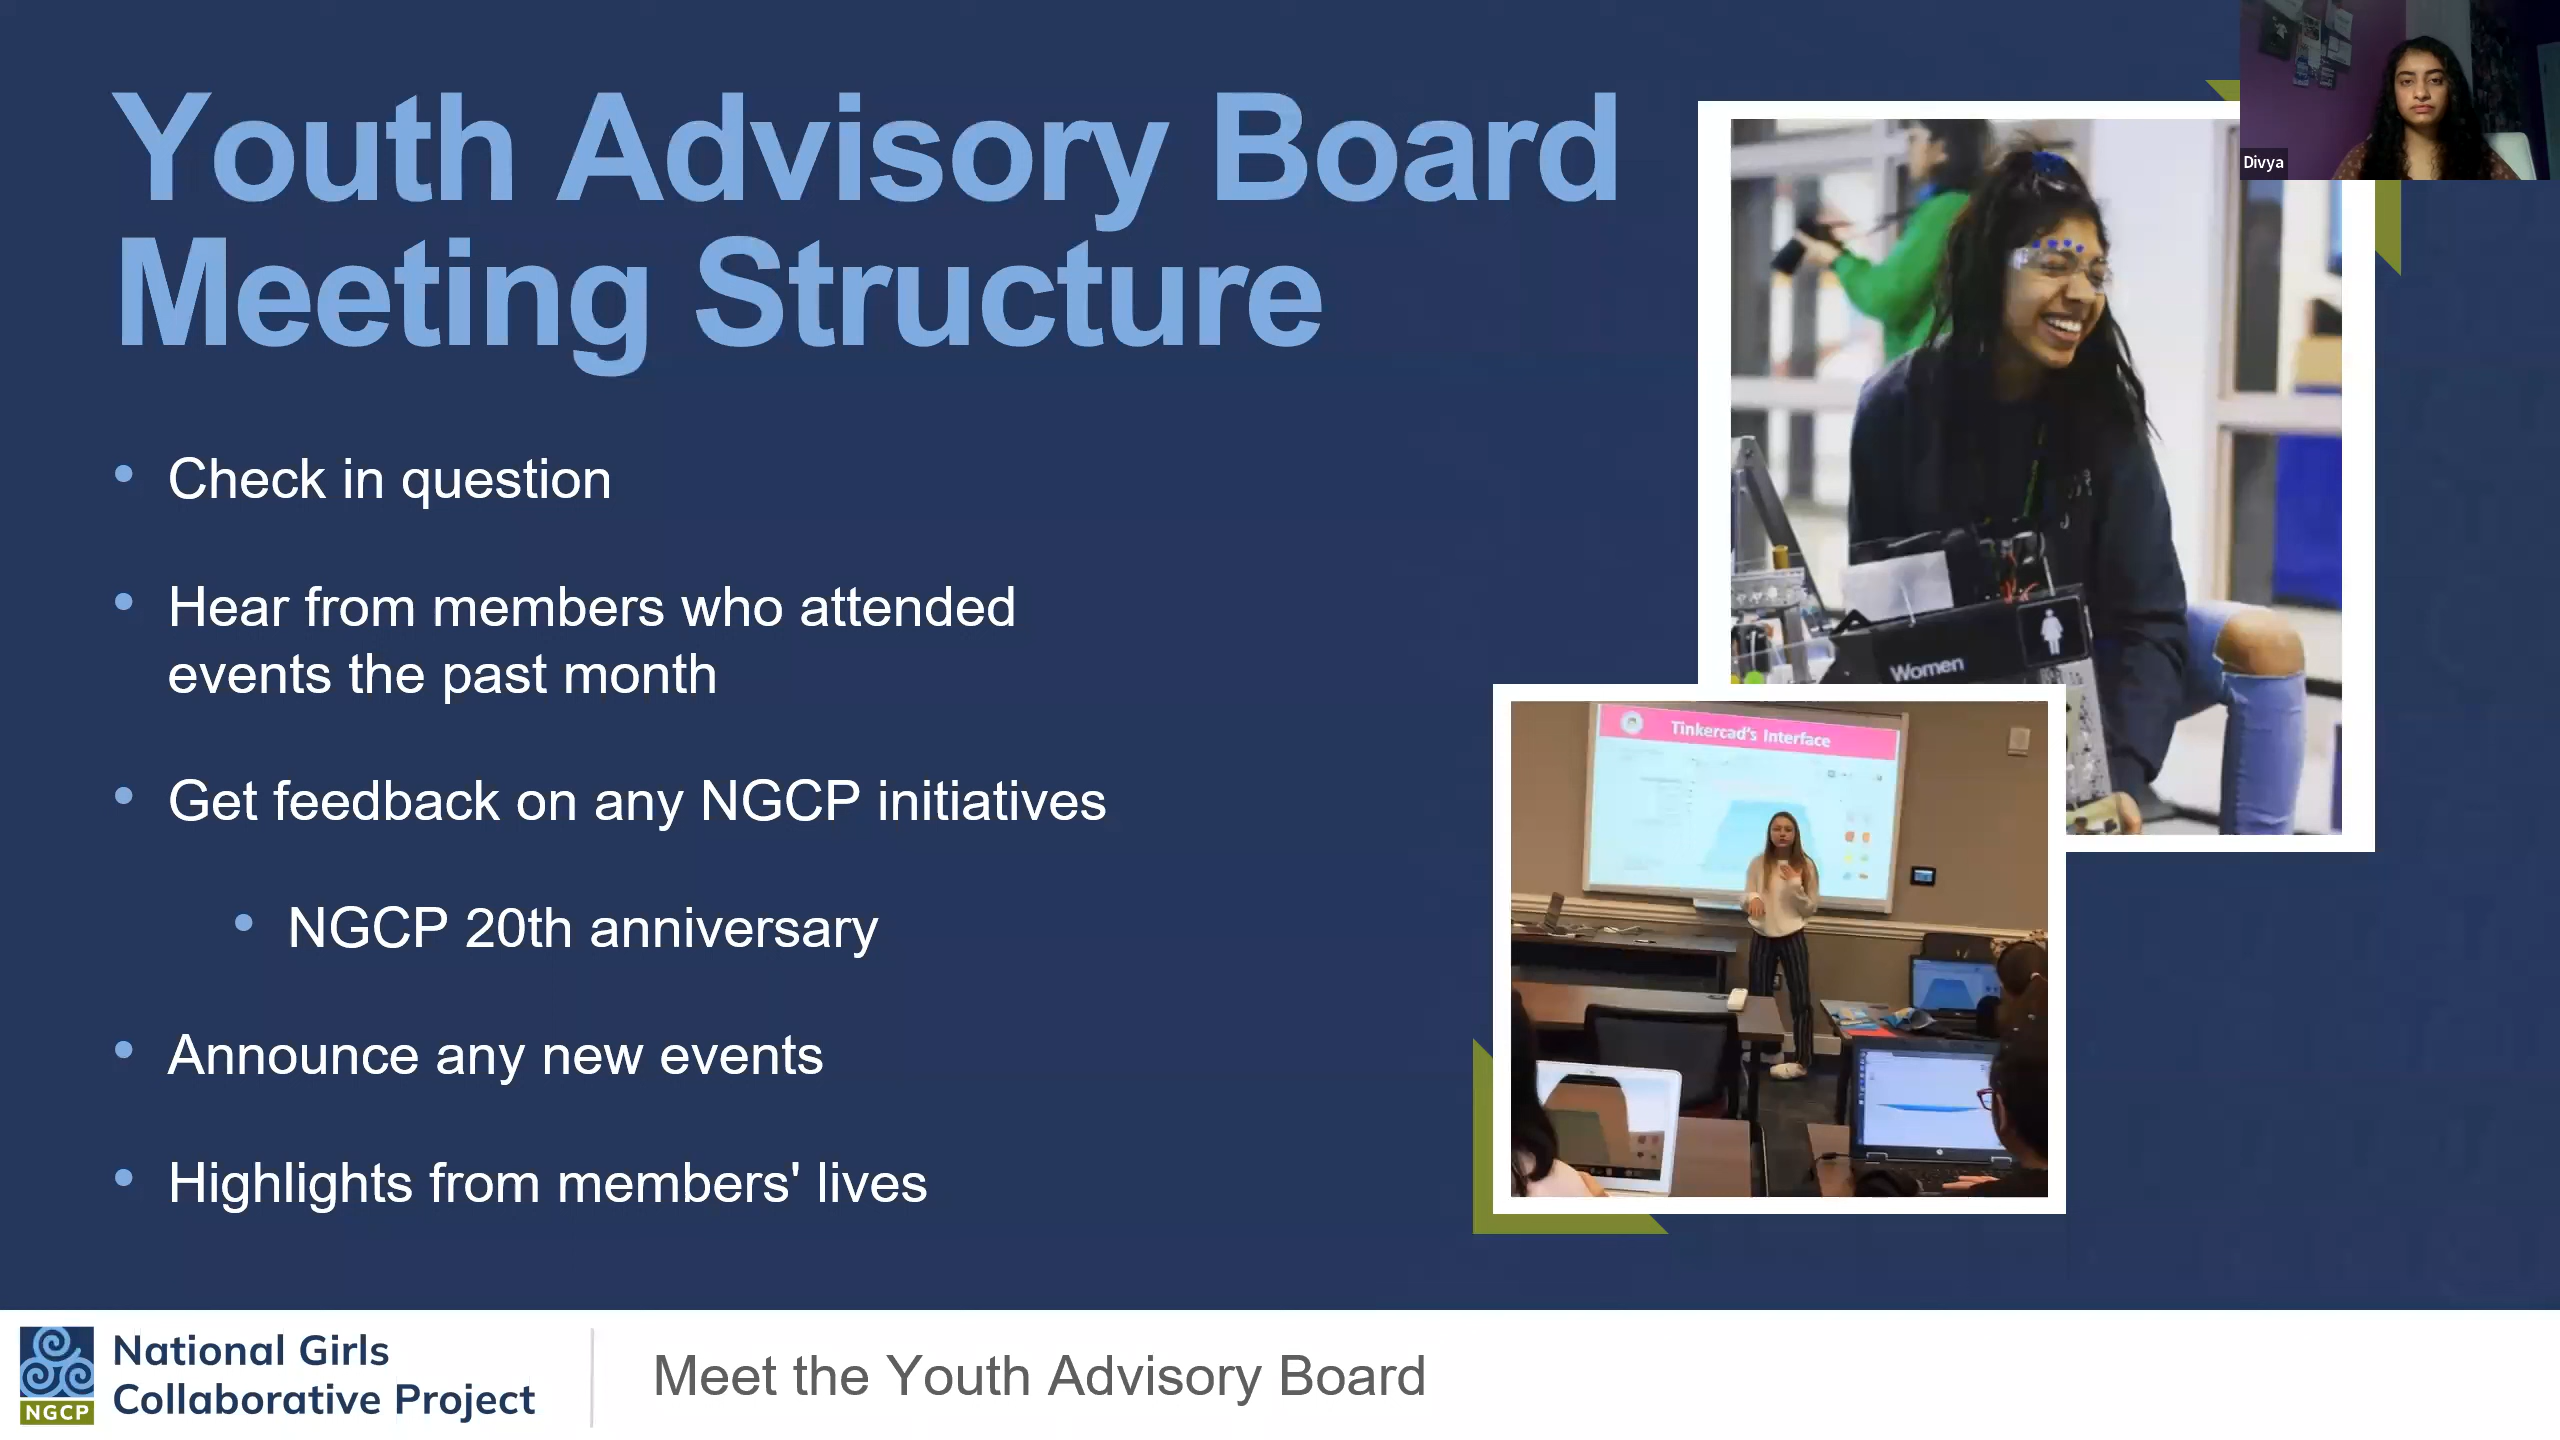 Youth Advisory Board
Meeting Structure
Divya
• Check in question
• Hear from members who attended
events the past month
• Get feedback on any NGCP initiatives
• NGCP 20th anniversary
• Announce any new events
• Highlights from members' lives
Women
Tinkercad's Interface
NGCP
National Girls
Collaborative Project
Meet the Youth Advisory Board